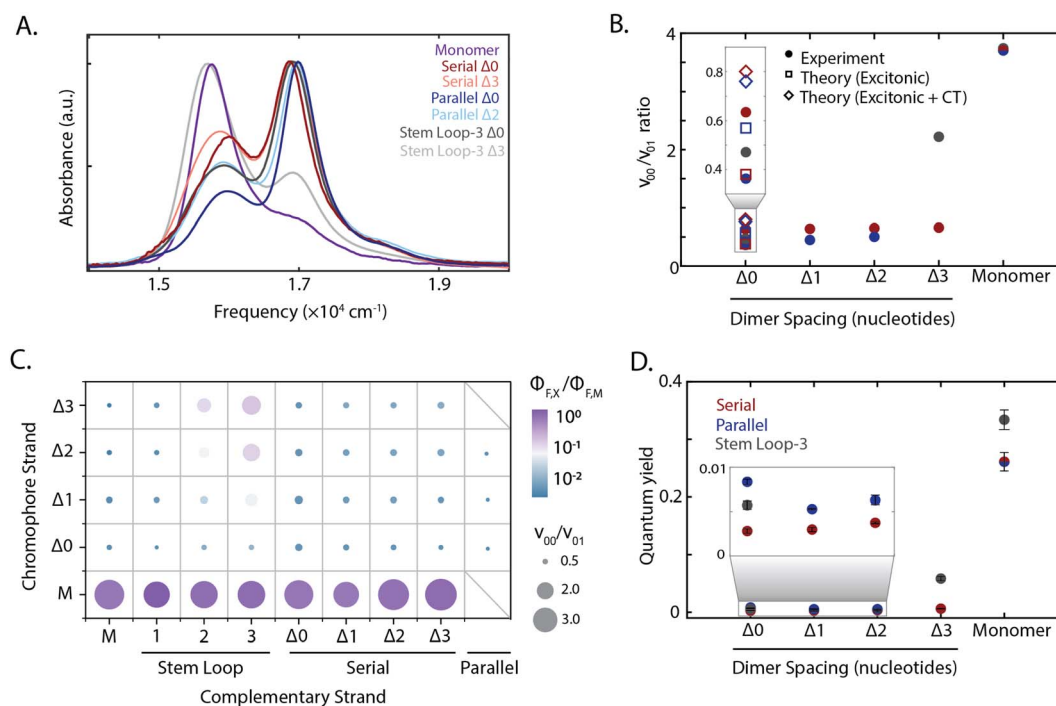 A.
Absorbance (a.u.)
Monomer
Serial Δ0
Serial Δ3
Parallel Δ0
Parallel Δ2
Stem Loop-3 Δ0
Stem Loop-3 Δ3
1.5
1.7
1.9
Frequency (×10⁴ cm⁻¹)
B.
ν₀₀/ν₀₁ ratio
4
2
0
0.8
0.6
0.4
Experiment
Theory (Excitonic)
Theory (Excitonic + CT)
Δ0 Δ1 Δ2 Δ3 Monomer
Dimer Spacing (nucleotides)
C.
Chromophore Strand
Δ3
Δ2
Δ1
Δ0
M
M 1 2 3 Δ0 Δ1 Δ2 Δ3
Stem Loop Serial Parallel
Complementary Strand
Φ_F,X/Φ_F,M
10⁰
10⁻¹
10⁻²
ν₀₀/ν₀₁
0.5
2.0
3.0
D.
Quantum yield
0.4
0.2
0
Serial
Parallel
Stem Loop-3
0.01
0
Δ0 Δ1 Δ2 Δ3 Monomer
Dimer Spacing (nucleotides)